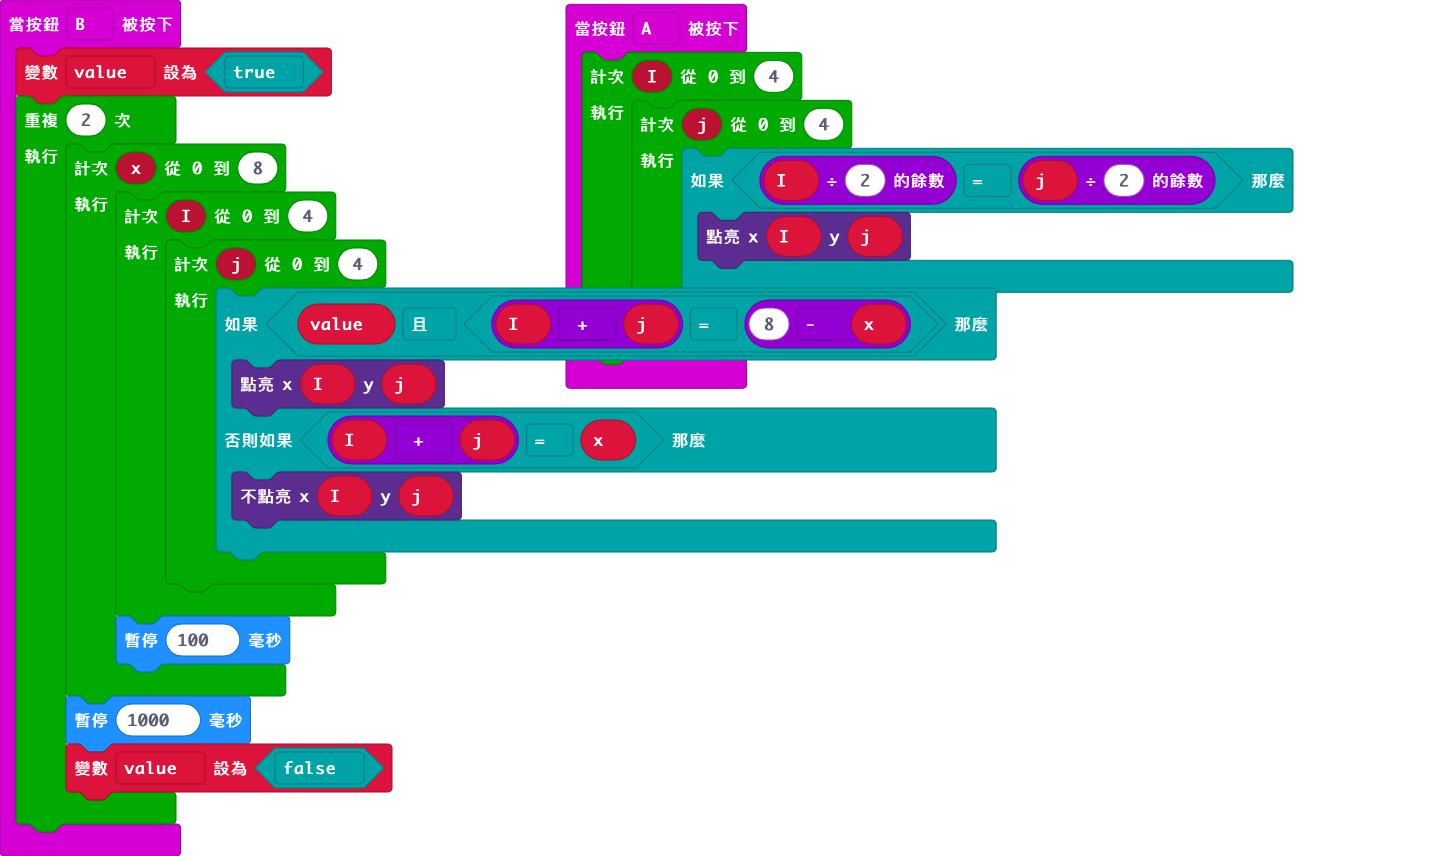 當按鈕 B 被按下
變數 value 設為 true
重複 2 次
執行
計次 x 從 0 到 8
執行
計次 I 從 0 到 4
執行
計次 j 從 0 到 4
執行
如果 value 且 I + j = 8 - x 那麼
點亮 x I y j
否則如果 I + j = x 那麼
不點亮 x I y j
暫停 100 毫秒
暫停 1000 毫秒
變數 value 設為 false
當按鈕 A 被按下
計次 I 從 0 到 4
執行
計次 j 從 0 到 4
執行
如果 I ÷ 2 的餘數 = j ÷ 2 的餘數 那麼
點亮 x I y j